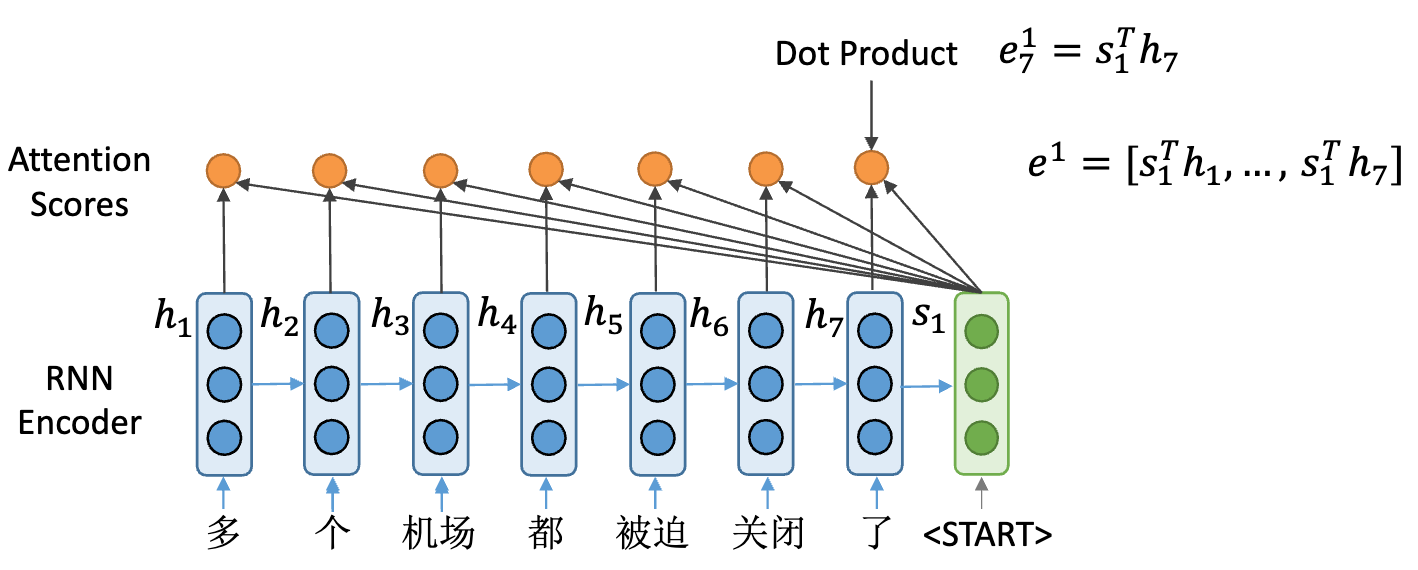 Dot Product
e_7^1 = s_1^T h_7
Attention
Scores
e^1 = [s_1^T h_1, ..., s_1^T h_7]
h_1 h_2 h_3 h_4 h_5 h_6 h_7 s_1
RNN
Encoder
多 个 机场 都 被迫 关闭 了 <START>